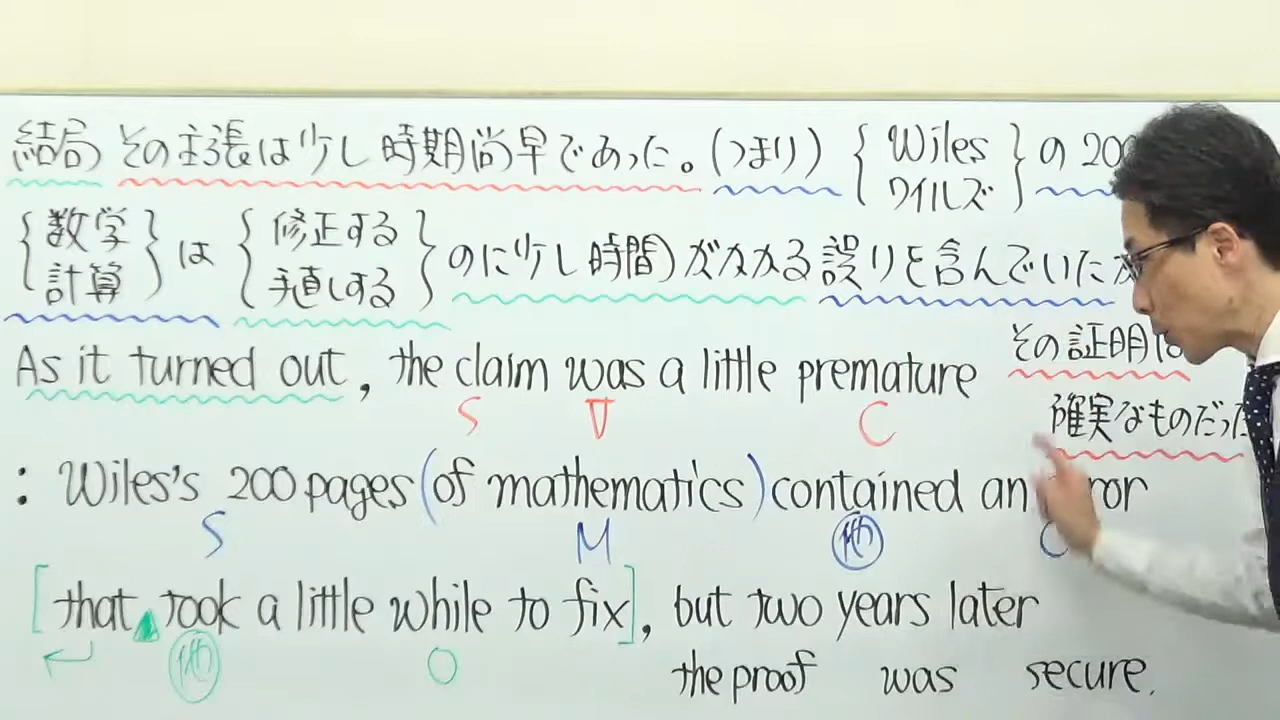 結局 その主張は少し時期尚早であった。(つまり) { Wiles ワイルズ } の 200
{ 数学 計算 } は { 修正する 手直しする } のに少し時間がかかる誤りを含んでいたが
As it turned out, the claim was a little premature
その証明は
確実なものだった
S V C
: Wiles's 200 pages (of mathematics) contained an error
S M 他 O
[that took a little while to fix], but two years later
他 O
the proof was secure.